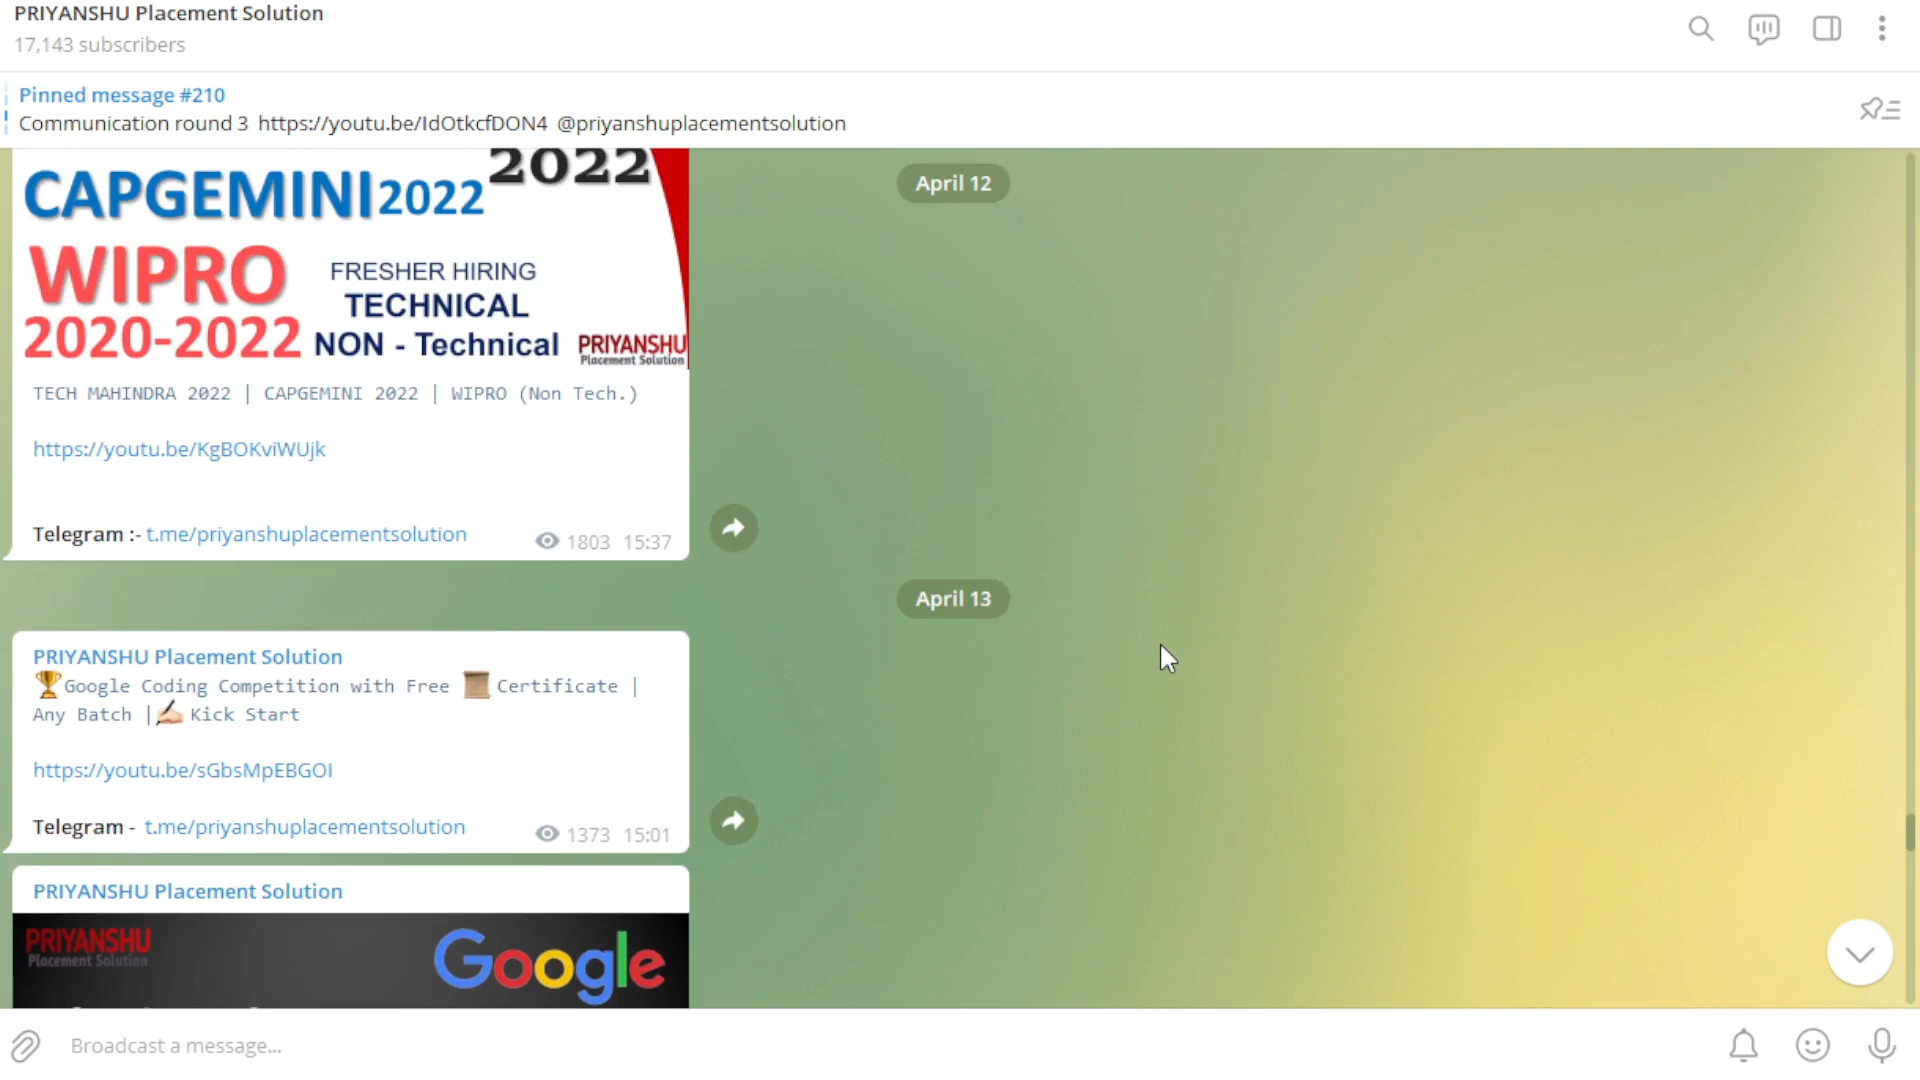 PRIYANSHU Placement Solution
17,143 subscribers
Pinned message #210
Communication round 3 https://youtu.be/IdOtkcfDON4 @priyanshuplacementsolution
2022
CAPGEMINI 2022
WIPRO
2020-2022
FRESHER HIRING
TECHNICAL
NON - Technical
PRIYANSHU
Placement Solution
TECH MAHINDRA 2022 | CAPGEMINI 2022 | WIPRO (Non Tech.)
https://youtu.be/KgBOKviWUjk
Telegram :- t.me/priyanshuplacementsolution
1803 15:37
April 12
April 13
PRIYANSHU Placement Solution
🏆Google Coding Competition with Free 📜Certificate |
Any Batch |✍🏻 Kick Start
https://youtu.be/sGbsMpEBGOI
Telegram - t.me/priyanshuplacementsolution
1373 15:01
PRIYANSHU Placement Solution
PRIYANSHU
Placement Solution
Google
Broadcast a message...